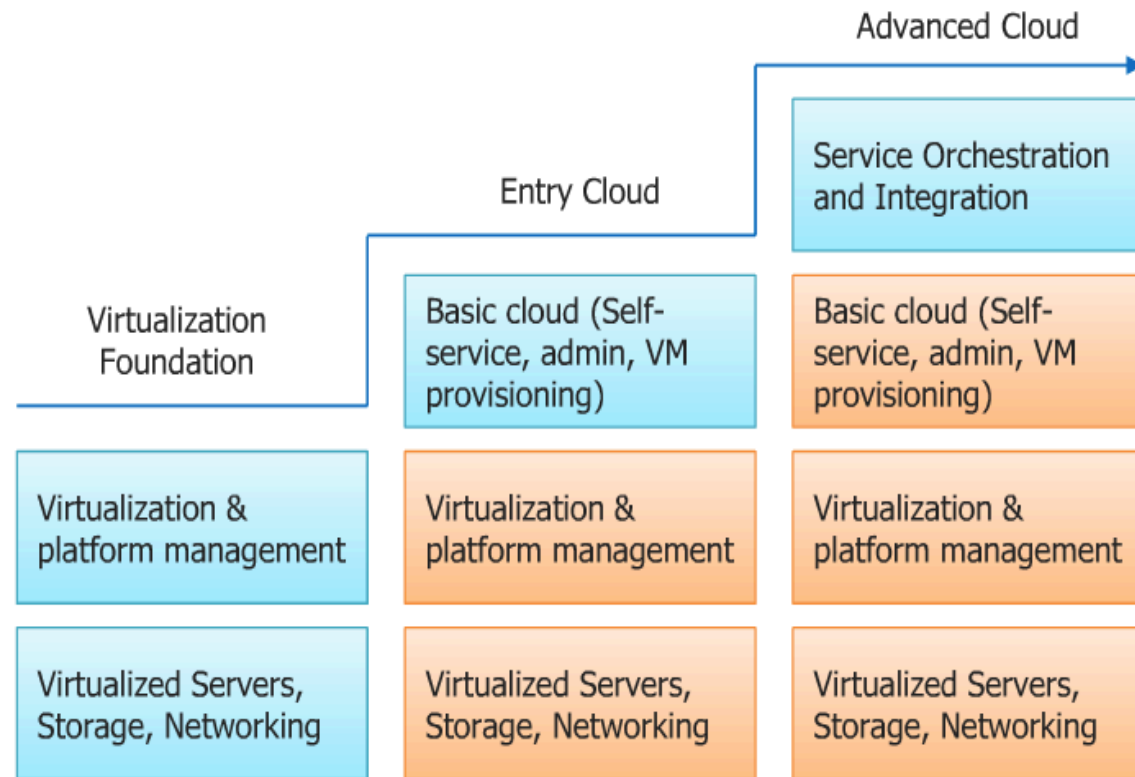 Advanced Cloud
Service Orchestration
and Integration
Entry Cloud
Basic cloud (Self-
service, admin, VM
provisioning)
Basic cloud (Self-
service, admin, VM
provisioning)
Virtualization
Foundation
Virtualization &
platform management
Virtualization &
platform management
Virtualization &
platform management
Virtualized Servers,
Storage, Networking
Virtualized Servers,
Storage, Networking
Virtualized Servers,
Storage, Networking